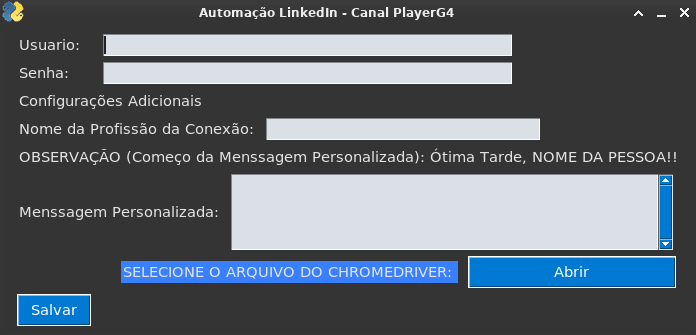 Automação LinkedIn - Canal PlayerG4
Usuario:
Senha:
Configurações Adicionais
Nome da Profissão da Conexão:
OBSERVAÇÃO (Começo da Menssagem Personalizada): Ótima Tarde, NOME DA PESSOA!!
Menssagem Personalizada:
SELECIONE O ARQUIVO DO CHROMEDRIVER: Abrir
Salvar